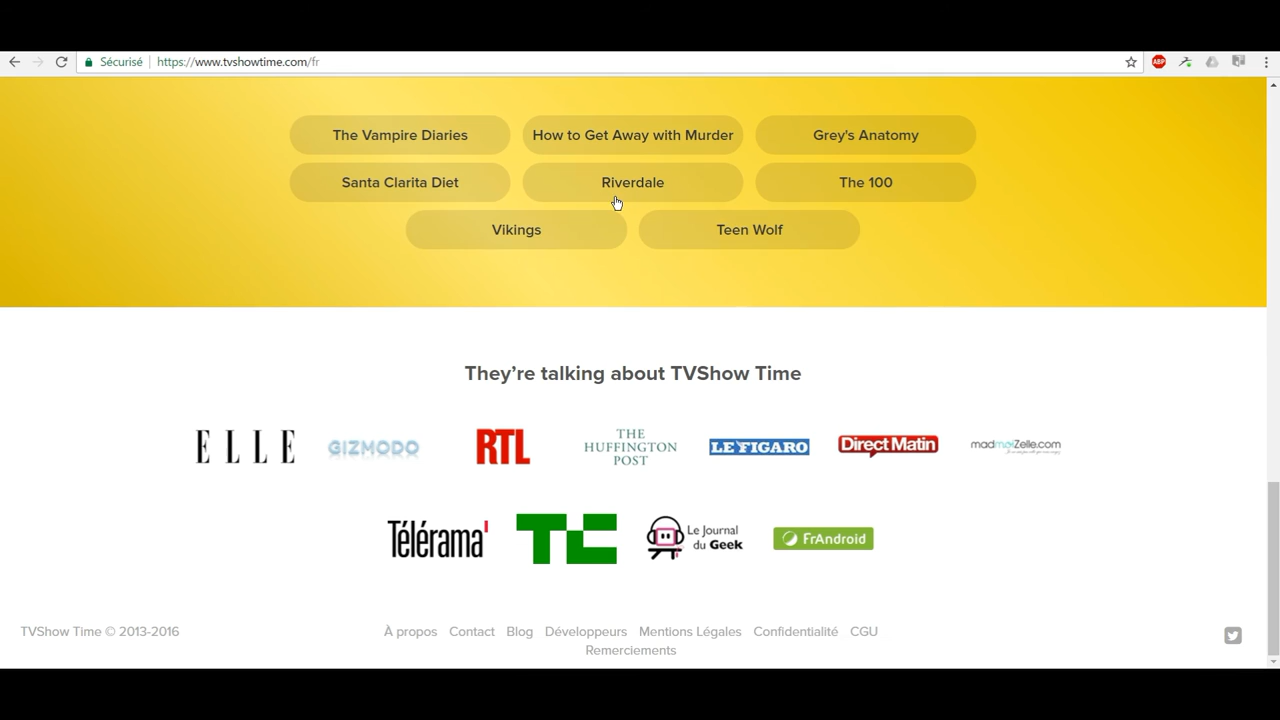 Sécurisé https://www.tvshowtime.com/fr
ABP
The Vampire Diaries How to Get Away with Murder Grey's Anatomy
Santa Clarita Diet Riverdale The 100
Vikings Teen Wolf
They’re talking about TVShow Time
ELLE GIZMODO RTL THE HUFFINGTON POST LE FIGARO Direct Matin madmoiZelle.com
Télérama' TC Le Journal du Geek FrAndroid
TVShow Time © 2013-2016 À propos Contact Blog Développeurs Mentions Légales Confidentialité CGU
Remerciements